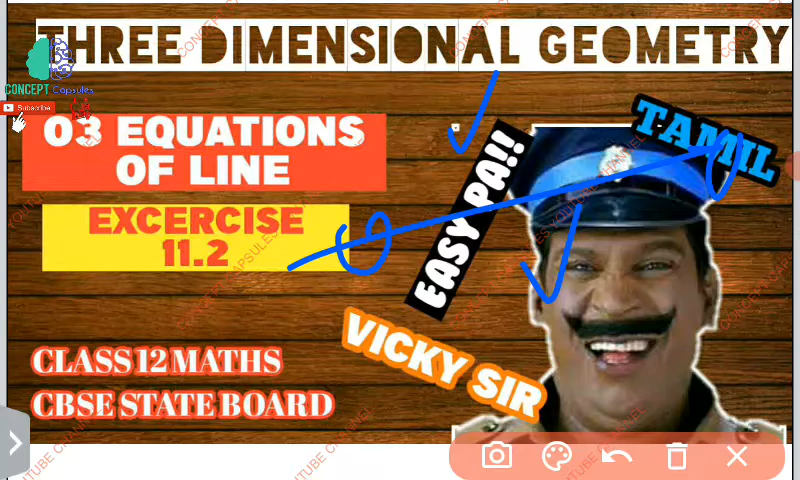 THREE DIMENSIONAL GEOMETRY
CONCEPT Capsules
Subscribe
03 EQUATIONS
OF LINE
EXCERCISE
11.2
EASY PA!!
TAMIL
VICKY SIR
CLASS 12 MATHS
CBSE STATE BOARD